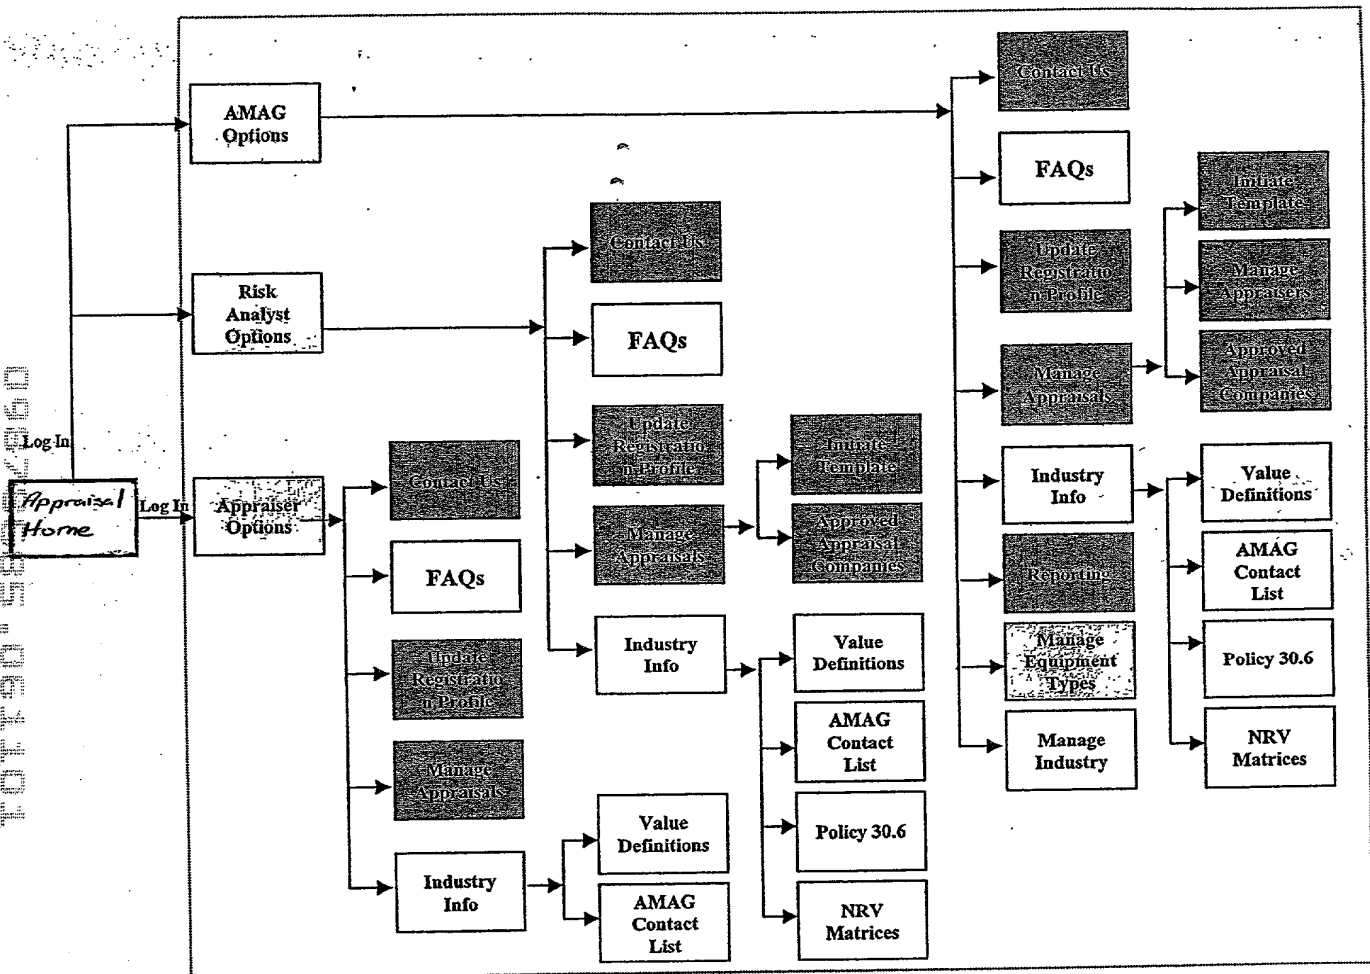 AMAG
Options
Risk
Analyst
Options
Log In
Appraisal
Home
Log In
Appraiser
Options
Contact Us
FAQs
Update
Registratio
n Profile
Manage
Appraisals
Industry
Info
Value
Definitions
AMAG
Contact
List
Contact Us
FAQs
Update
Registratio
n Profile
Manage
Appraisals
Initiate
Template
Approved
Appraisal
Companies
Industry
Info
Value
Definitions
AMAG
Contact
List
Policy 30.6
NRV
Matrices
Contact Us
FAQs
Update
Registratio
n Profile
Manage
Appraisals
Initiate
Template
Manage
Appraisers
Approved
Appraisal
Companies
Industry
Info
Value
Definitions
AMAG
Contact
List
Policy 30.6
NRV
Matrices
Reporting
Manage
Equipment
Types
Manage
Industry